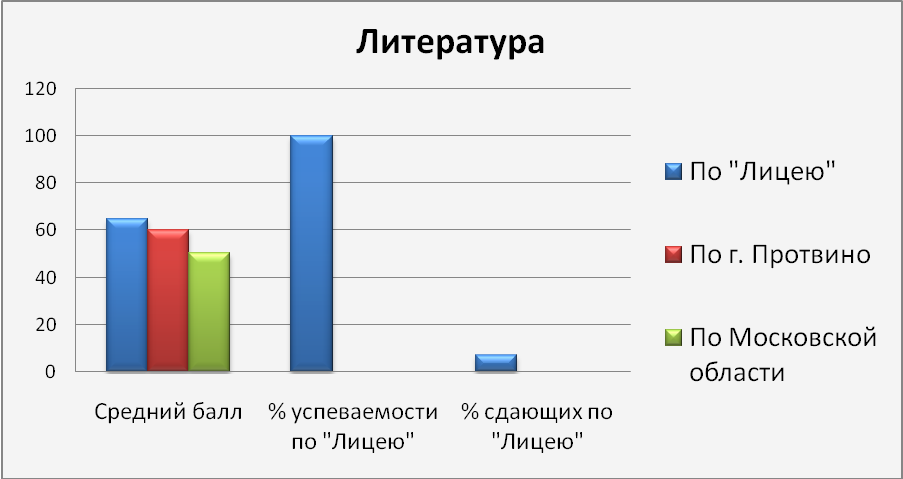 Литература
120
100
80
60
40
20
0
Средний балл
% успеваемости
по "Лицею"
% сдающих по
"Лицею"
По "Лицею"
По г. Протвино
По Московской
области